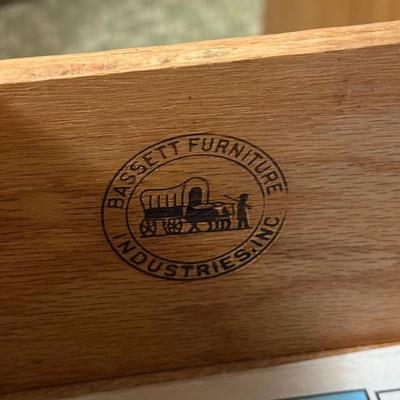 BASSETT FURNITURE
INDUSTRIES, INC.